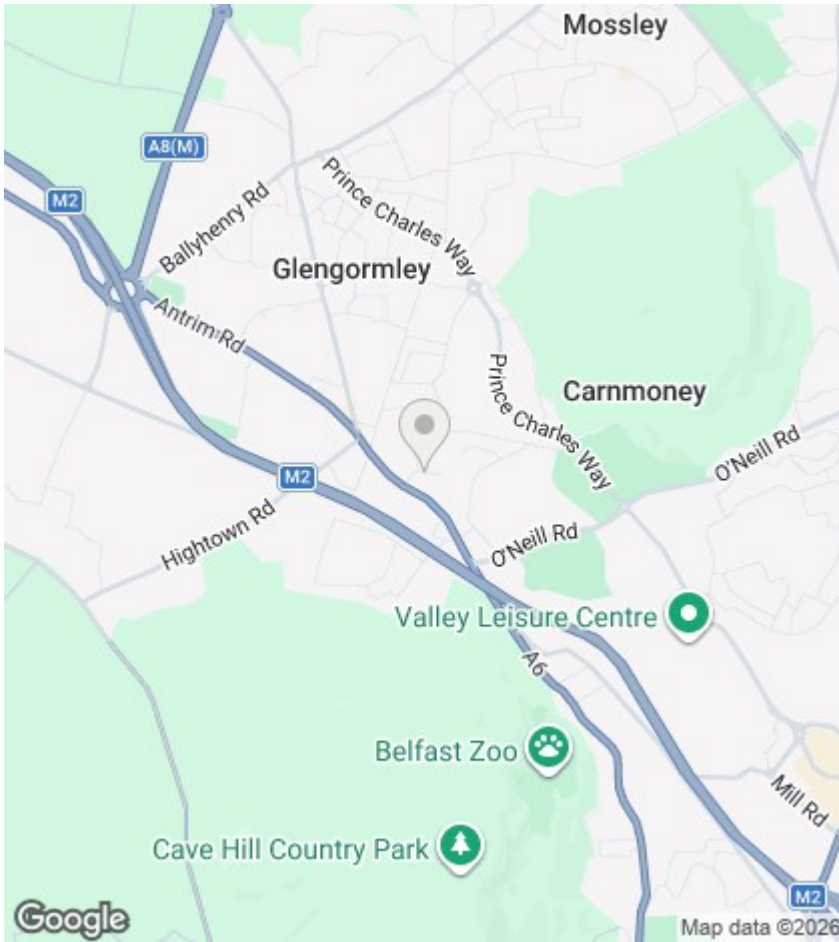 Mossley
A8(M)
M2
Ballyhenry Rd
Prince Charles Way
Glengormley
Antrim Rd
Prince Charles Way
Carnmoney
O'Neill Rd
M2
Hightown Rd
O'Neill Rd
Valley Leisure Centre
A6
Belfast Zoo
Mill Rd
Cave Hill Country Park
M2
Google
Map data ©2026